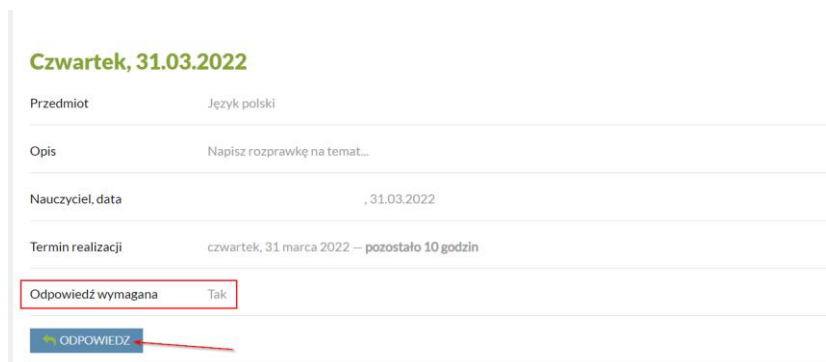 Czwartek, 31.03.2022
Przedmiot Język polski
Opis Napisz rozprawkę na temat...
Nauczyciel, data , 31.03.2022
Termin realizacji czwartek, 31 marca 2022 — pozostało 10 godzin
Odpowiedź wymagana Tak
ODPOWIEDZ